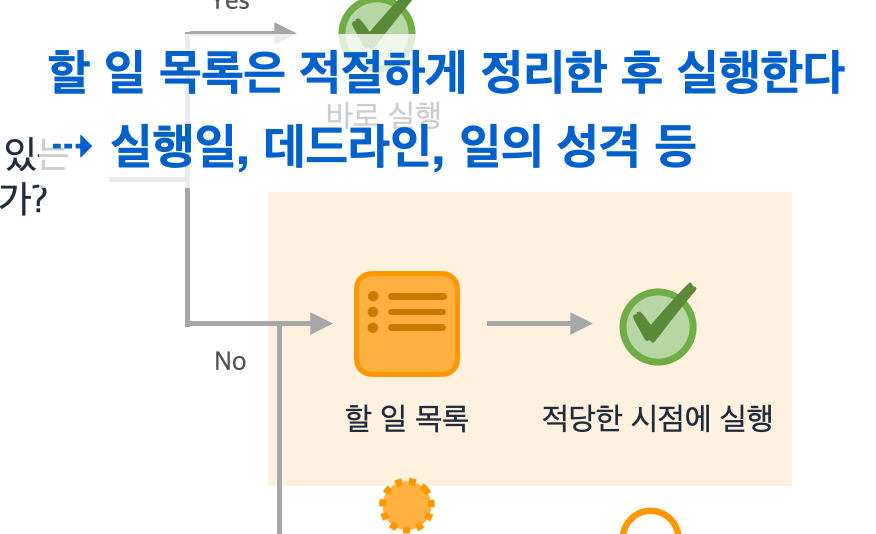 Yes
할 일 목록은 적절하게 정리한 후 실행한다
바로 실행
⇢ 실행일, 데드라인, 일의 성격 등
있는
가?
No
할 일 목록
적당한 시점에 실행